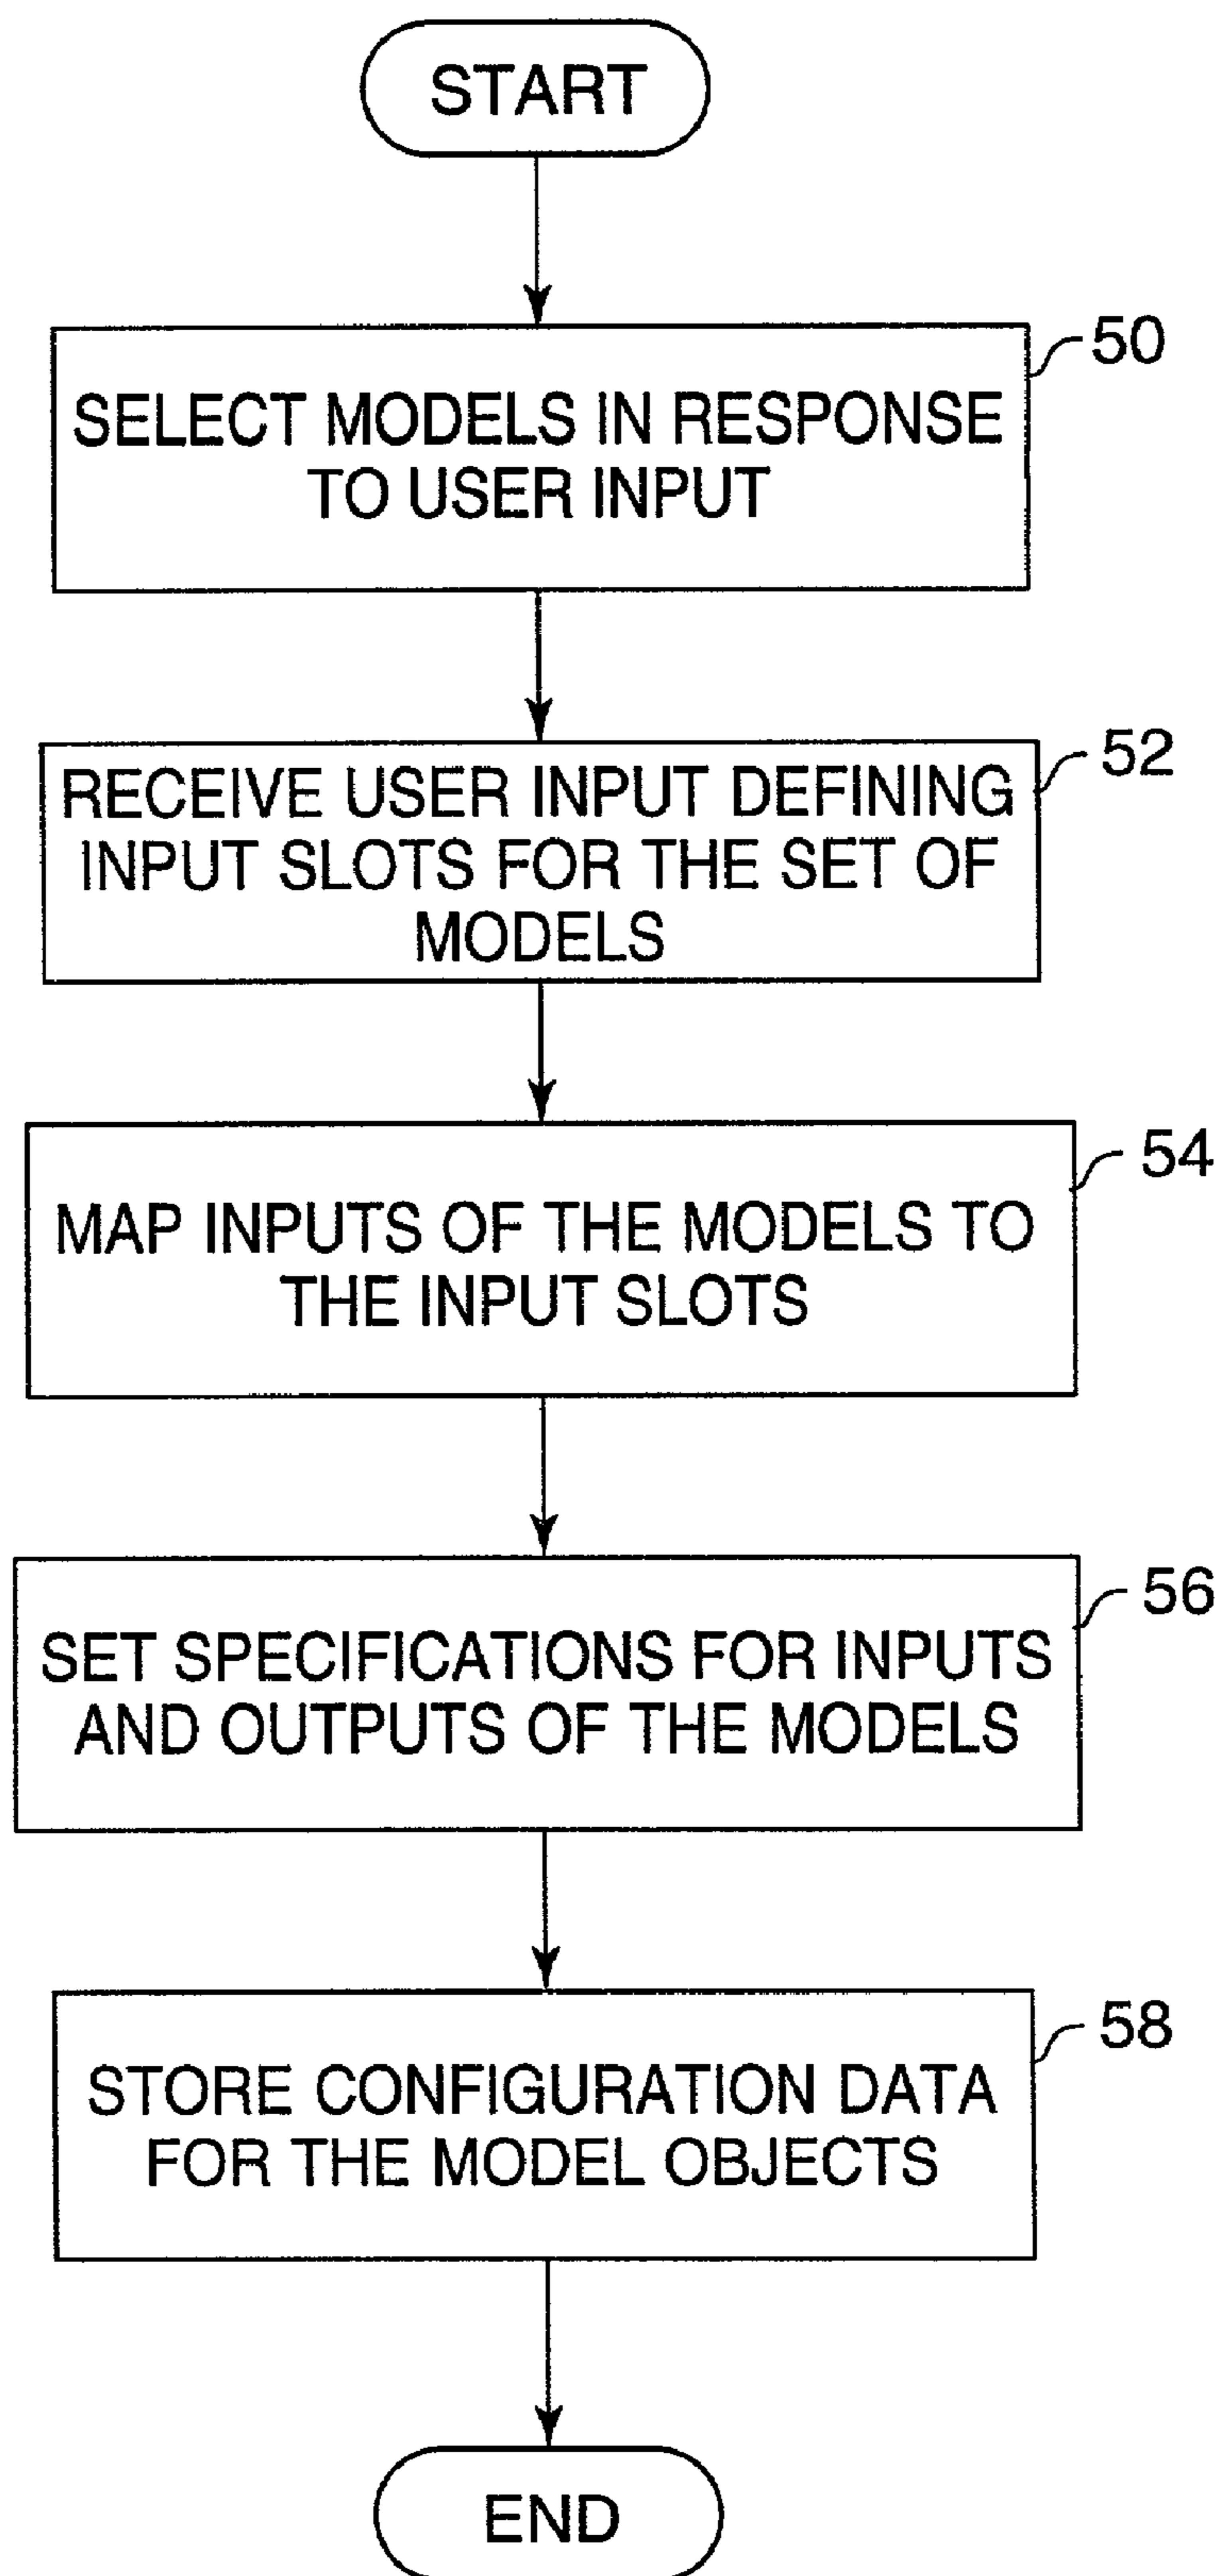 START
50
SELECT MODELS IN RESPONSE
TO USER INPUT
52
RECEIVE USER INPUT DEFINING
INPUT SLOTS FOR THE SET OF
MODELS
54
MAP INPUTS OF THE MODELS TO
THE INPUT SLOTS
56
SET SPECIFICATIONS FOR INPUTS
AND OUTPUTS OF THE MODELS
58
STORE CONFIGURATION DATA
FOR THE MODEL OBJECTS
END